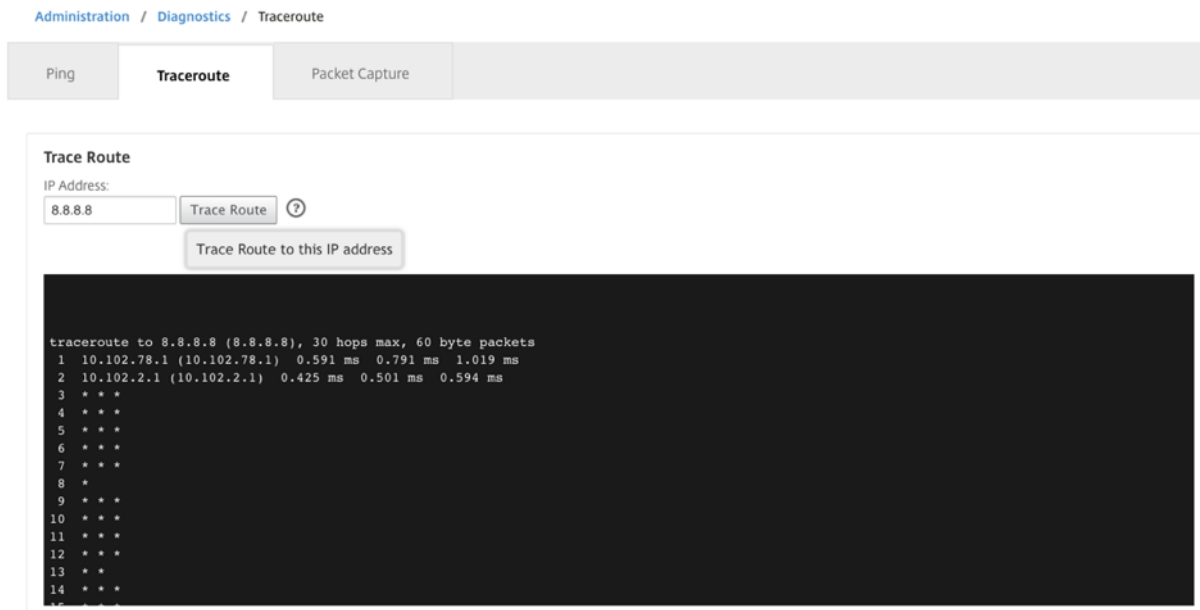 Administration / Diagnostics / Traceroute
Ping Traceroute Packet Capture
Trace Route
IP Address:
8.8.8.8 Trace Route ?
Trace Route to this IP address
traceroute to 8.8.8.8 (8.8.8.8), 30 hops max, 60 byte packets
1 10.102.78.1 (10.102.78.1) 0.591 ms 0.791 ms 1.019 ms
2 10.102.2.1 (10.102.2.1) 0.425 ms 0.501 ms 0.594 ms
3 * * *
4 * * *
5 * * *
6 * * *
7 * * *
8 *
9 * * *
10 * * *
11 * * *
12 * * *
13 * *
14 * * *
15 * * *